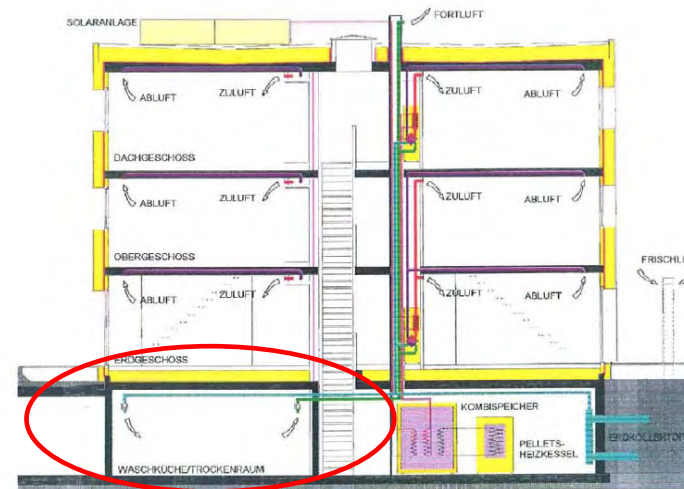 SOLARANLAGE
FORTLUFT
ABLUFT
ZULUFT
ZULUFT
ABLUFT
DACHGESCHOSS
ABLUFT
ZULUFT
ZULUFT
ABLUFT
OBERGESCHOSS
FRISCHL
ABLUFT
ZULUFT
ZULUFT
ABLUFT
ERDGESCHOSS
KOMBISPEICHER
PELLETS-
HEIZKESSEL
WASCHKÜCHE/TROCKENRAUM